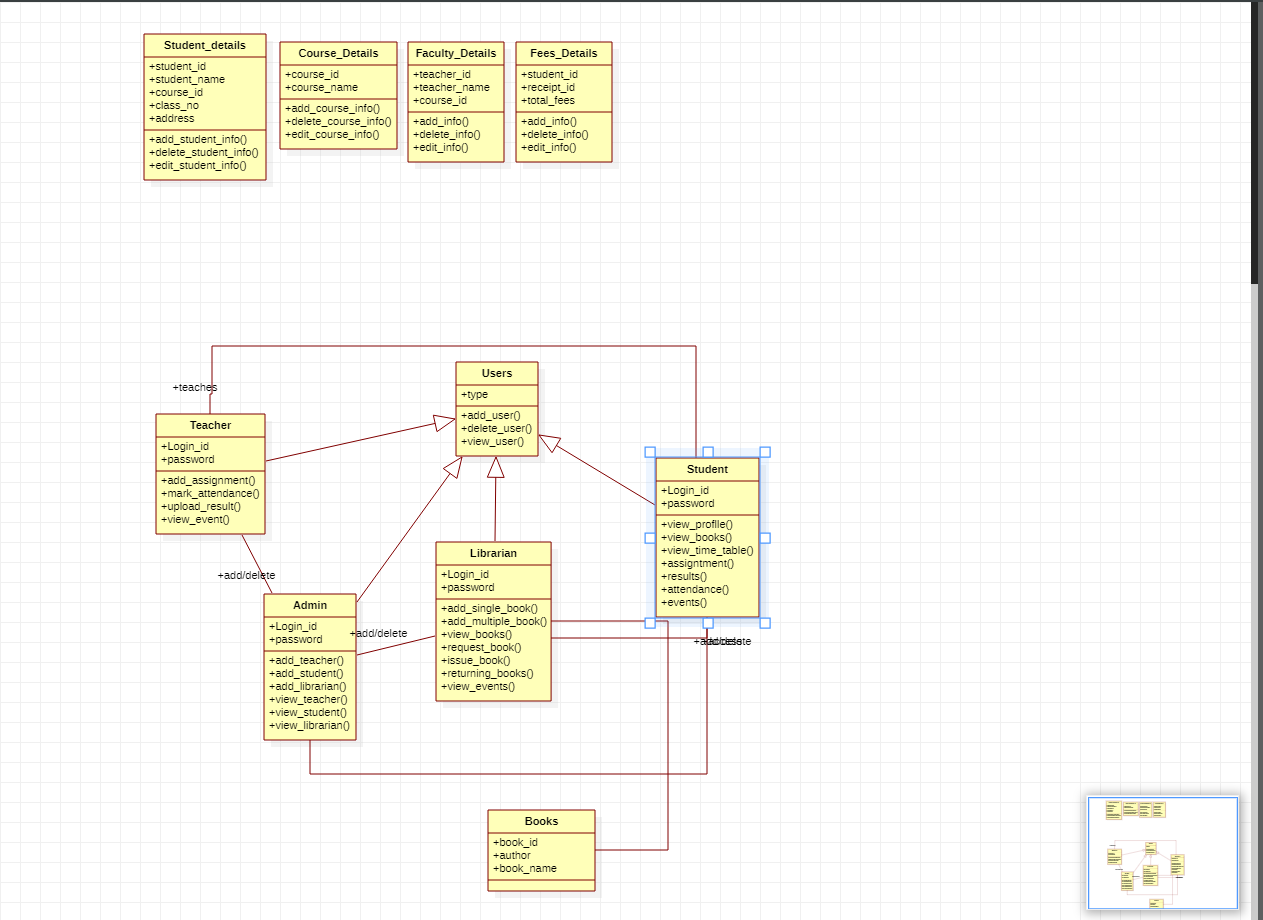 Student_details
+student_id
+student_name
+course_id
+class_no
+address
+add_student_info()
+delete_student_info()
+edit_student_info()
Course_Details
+course_id
+course_name
+add_course_info()
+delete_course_info()
+edit_course_info()
Faculty_Details
+teacher_id
+teacher_name
+course_id
+add_info()
+delete_info()
+edit_info()
Fees_Details
+student_id
+receipt_id
+total_fees
+add_info()
+delete_info()
+edit_info()
+teaches
Users
+type
+add_user()
+delete_user()
+view_user()
Teacher
+Login_id
+password
+add_assignment()
+mark_attendance()
+upload_result()
+view_event()
Student
+Login_id
+password
+view_profile()
+view_books()
+view_time_table()
+assigntment()
+results()
+attendance()
+events()
+add/delete
Librarian
+Login_id
+password
+add_single_book()
+add_multiple_book()
+view_books()
+request_book()
+issue_book()
+returning_books()
+view_events()
Admin
+Login_id
+password
+add_teacher()
+add_student()
+add_librarian()
+view_teacher()
+view_student()
+view_librarian()
+add/delete
+add/delete
Books
+book_id
+author
+book_name